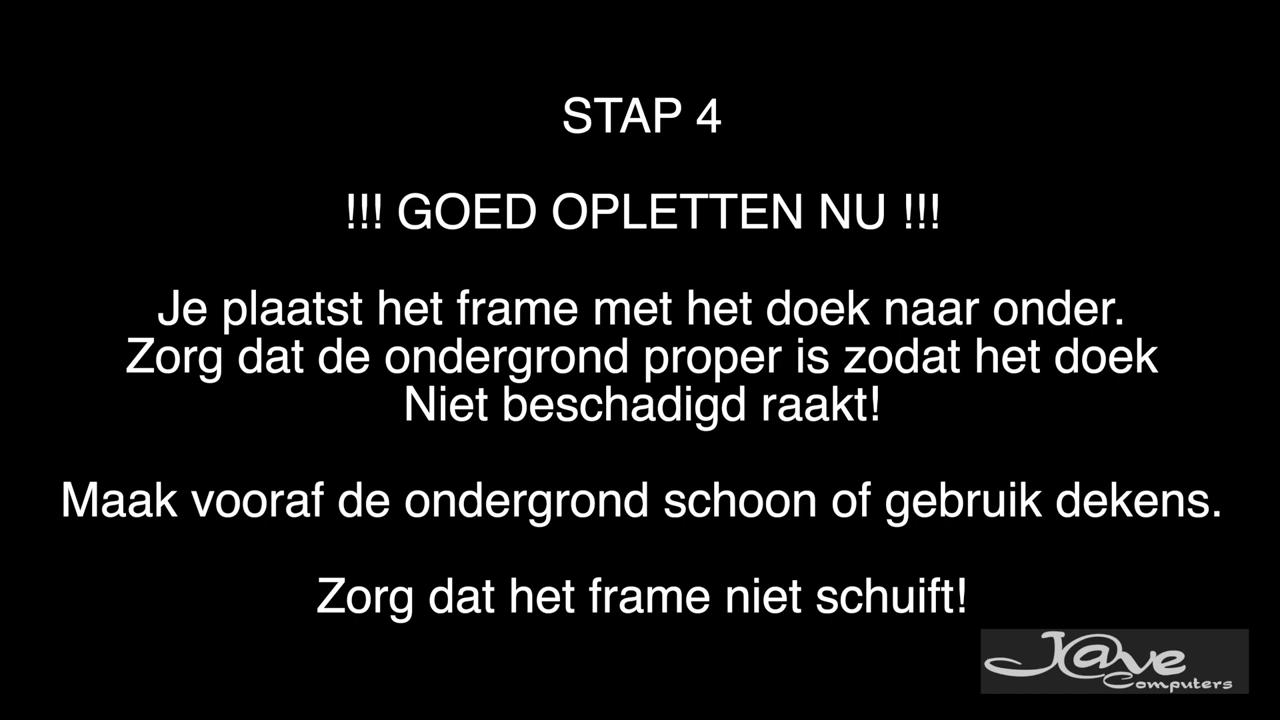 STAP 4
!!! GOED OPLETTEN NU !!!
Je plaatst het frame met het doek naar onder.
Zorg dat de ondergrond proper is zodat het doek
Niet beschadigd raakt!
Maak vooraf de ondergrond schoon of gebruik dekens.
Zorg dat het frame niet schuift!
J@ve
Computers